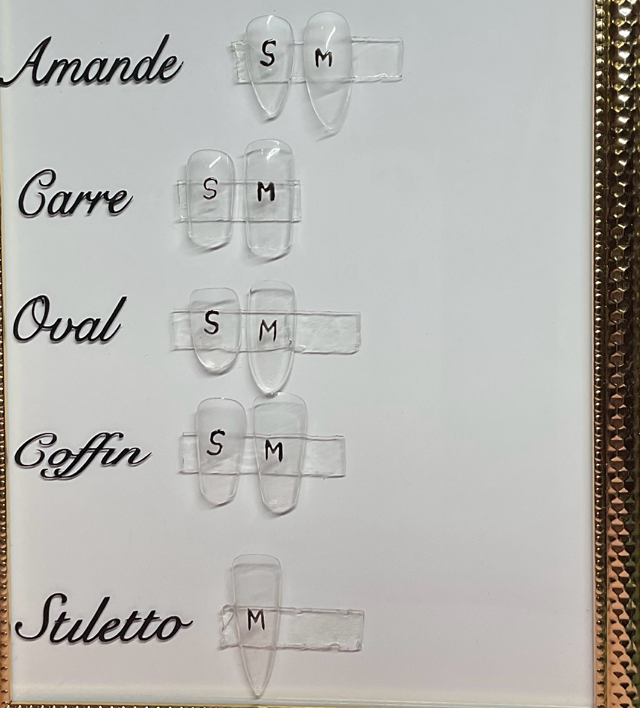 Amande S M
Carre S M
Oval S M
Coffin S M
Stiletto M